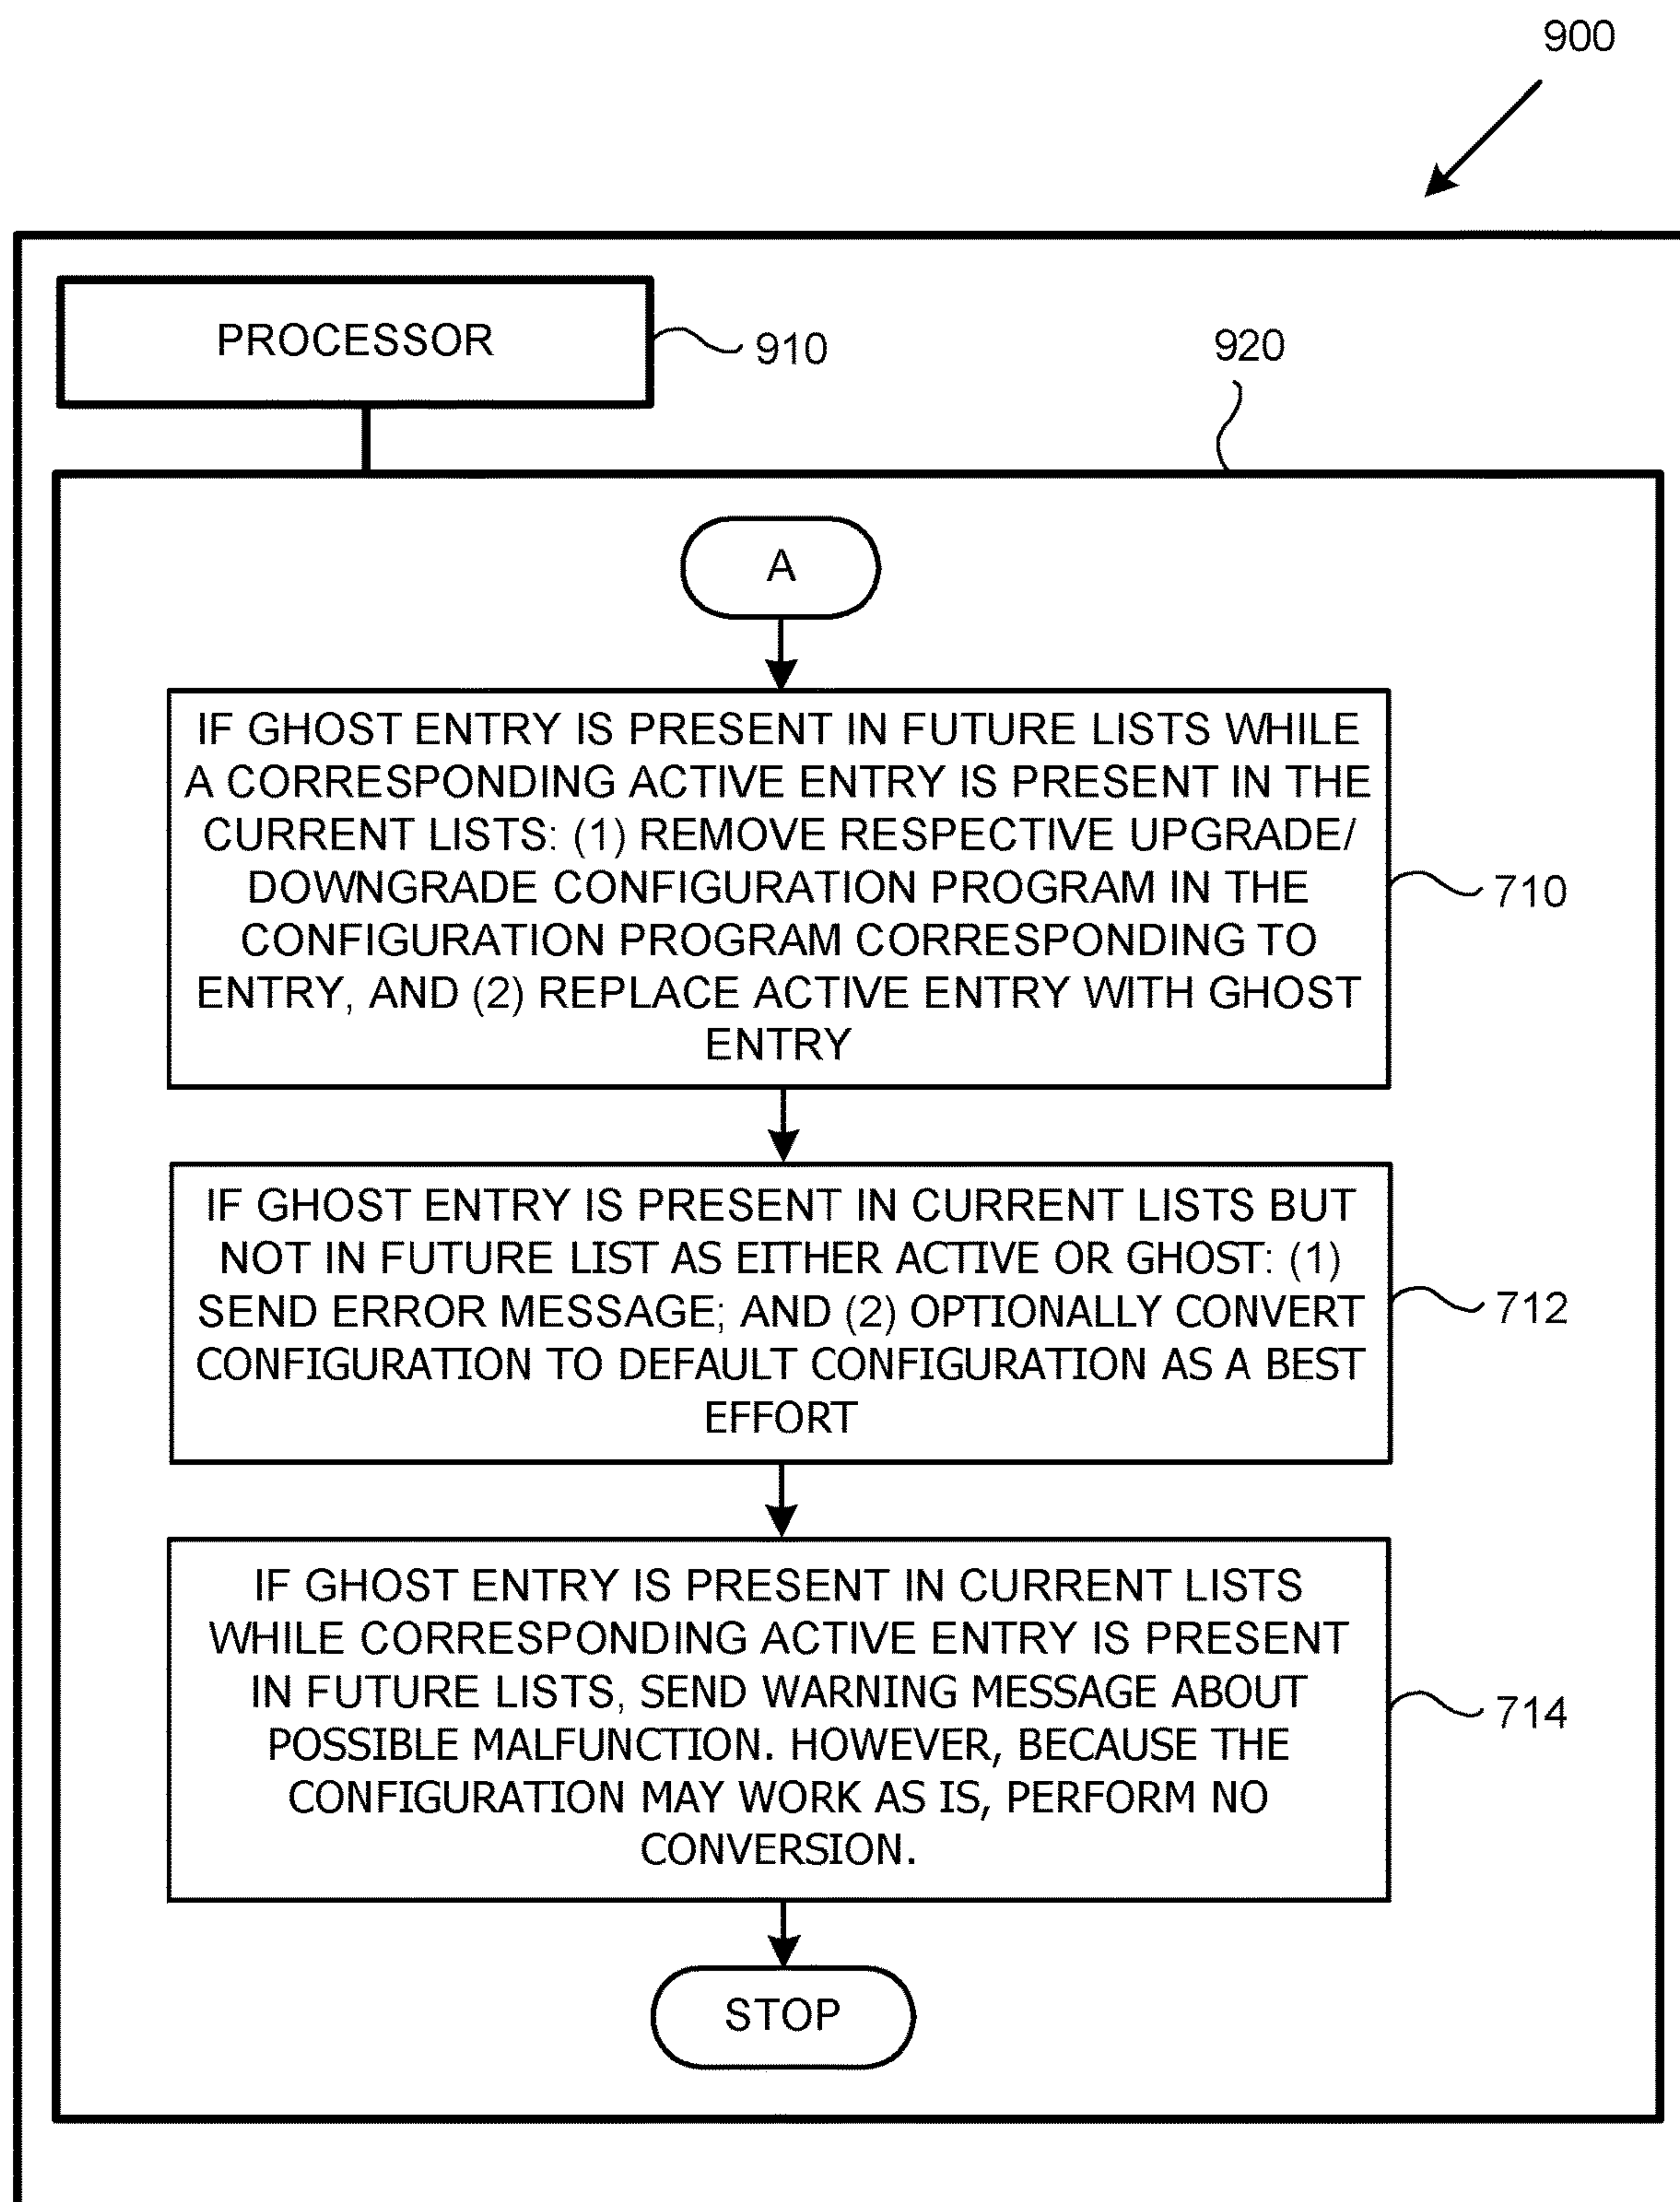 900
PROCESSOR
910
920
A
IF GHOST ENTRY IS PRESENT IN FUTURE LISTS WHILE
A CORRESPONDING ACTIVE ENTRY IS PRESENT IN THE
CURRENT LISTS: (1) REMOVE RESPECTIVE UPGRADE/
DOWNGRADE CONFIGURATION PROGRAM IN THE
CONFIGURATION PROGRAM CORRESPONDING TO
ENTRY, AND (2) REPLACE ACTIVE ENTRY WITH GHOST
ENTRY
710
IF GHOST ENTRY IS PRESENT IN CURRENT LISTS BUT
NOT IN FUTURE LIST AS EITHER ACTIVE OR GHOST: (1)
SEND ERROR MESSAGE; AND (2) OPTIONALLY CONVERT
CONFIGURATION TO DEFAULT CONFIGURATION AS A BEST
EFFORT
712
IF GHOST ENTRY IS PRESENT IN CURRENT LISTS
WHILE CORRESPONDING ACTIVE ENTRY IS PRESENT
IN FUTURE LISTS, SEND WARNING MESSAGE ABOUT
POSSIBLE MALFUNCTION. HOWEVER, BECAUSE THE
CONFIGURATION MAY WORK AS IS, PERFORM NO
CONVERSION.
714
STOP